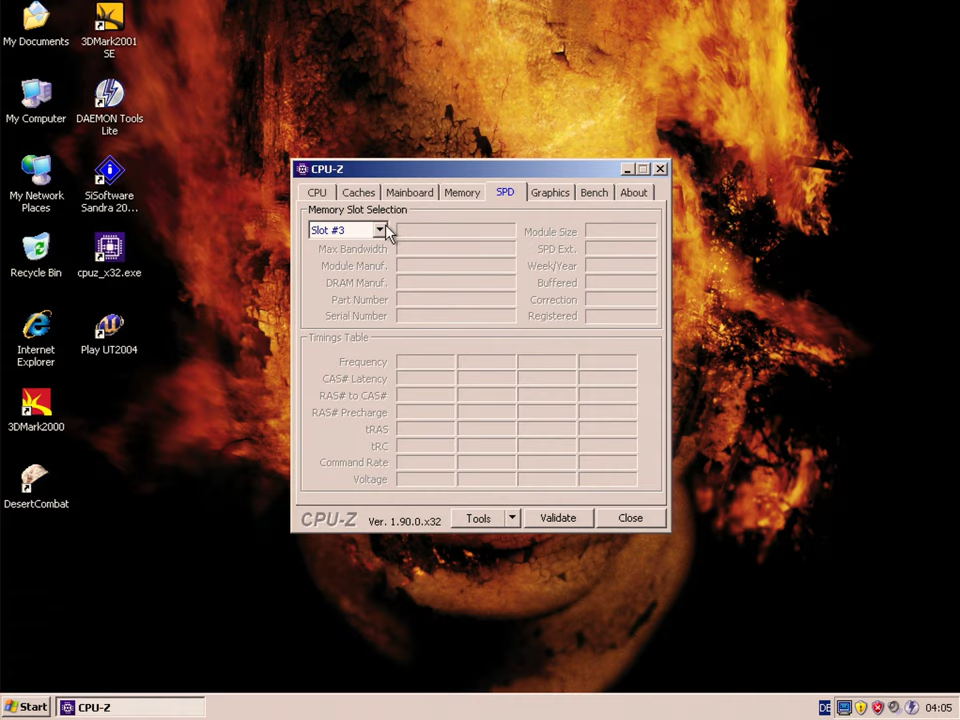 My Documents
3DMark2001
SE
My Computer
DAEMON Tools
Lite
My Network
Places
SiSoftware
Sandra 20...
Recycle Bin
cpuz_x32.exe
Internet
Explorer
Play UT2004
3DMark2000
DesertCombat
CPU-Z
CPU
Caches
Mainboard
Memory
SPD
Graphics
Bench
About
Memory Slot Selection
Slot #3
Module Size
Max Bandwidth
SPD Ext.
Module Manuf.
Week/Year
DRAM Manuf.
Buffered
Part Number
Correction
Serial Number
Registered
Timings Table
Frequency
CAS# Latency
RAS# to CAS#
RAS# Precharge
tRAS
tRC
Command Rate
Voltage
CPU-Z Ver. 1.90.0.x32
Tools
Validate
Close
Start
CPU-Z
DE
04:05